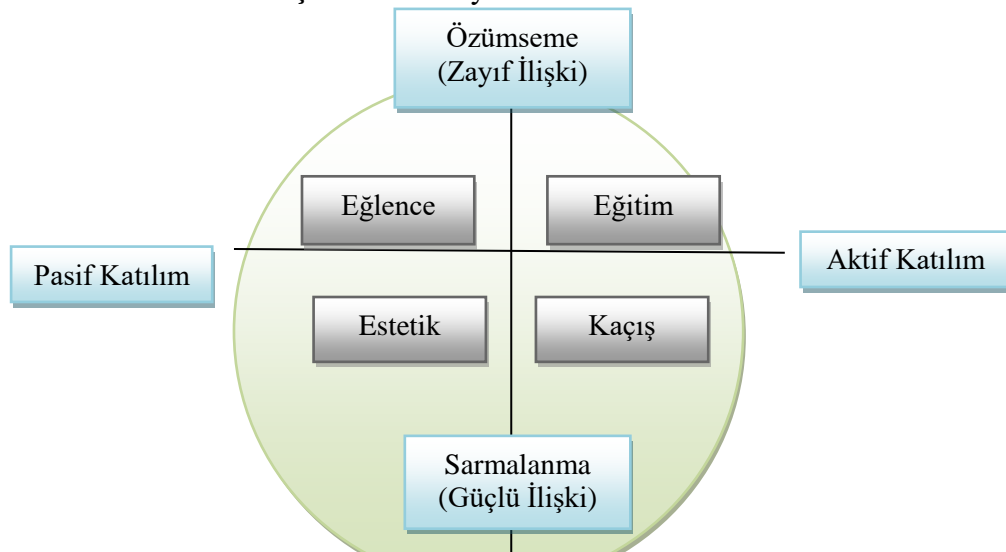 Özümseme
(Zayıf İlişki)
Eğlence
Eğitim
Pasif Katılım
Aktif Katılım
Estetik
Kaçış
Sarmalanma
(Güçlü İlişki)